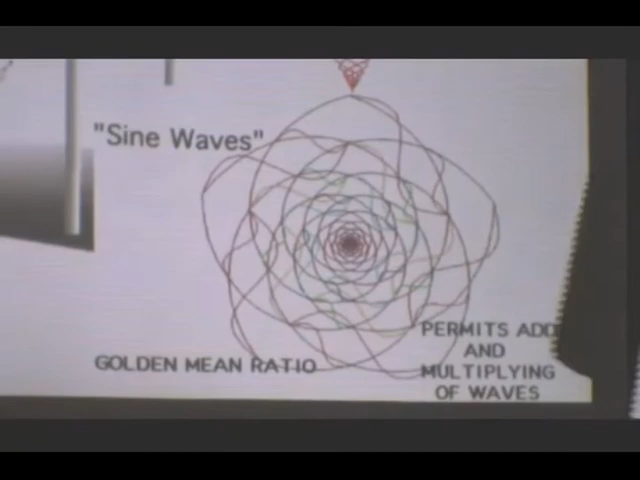 "Sine Waves"
PERMITS ADD
AND
GOLDEN MEAN RATIO
MULTIPLYING
OF WAVES